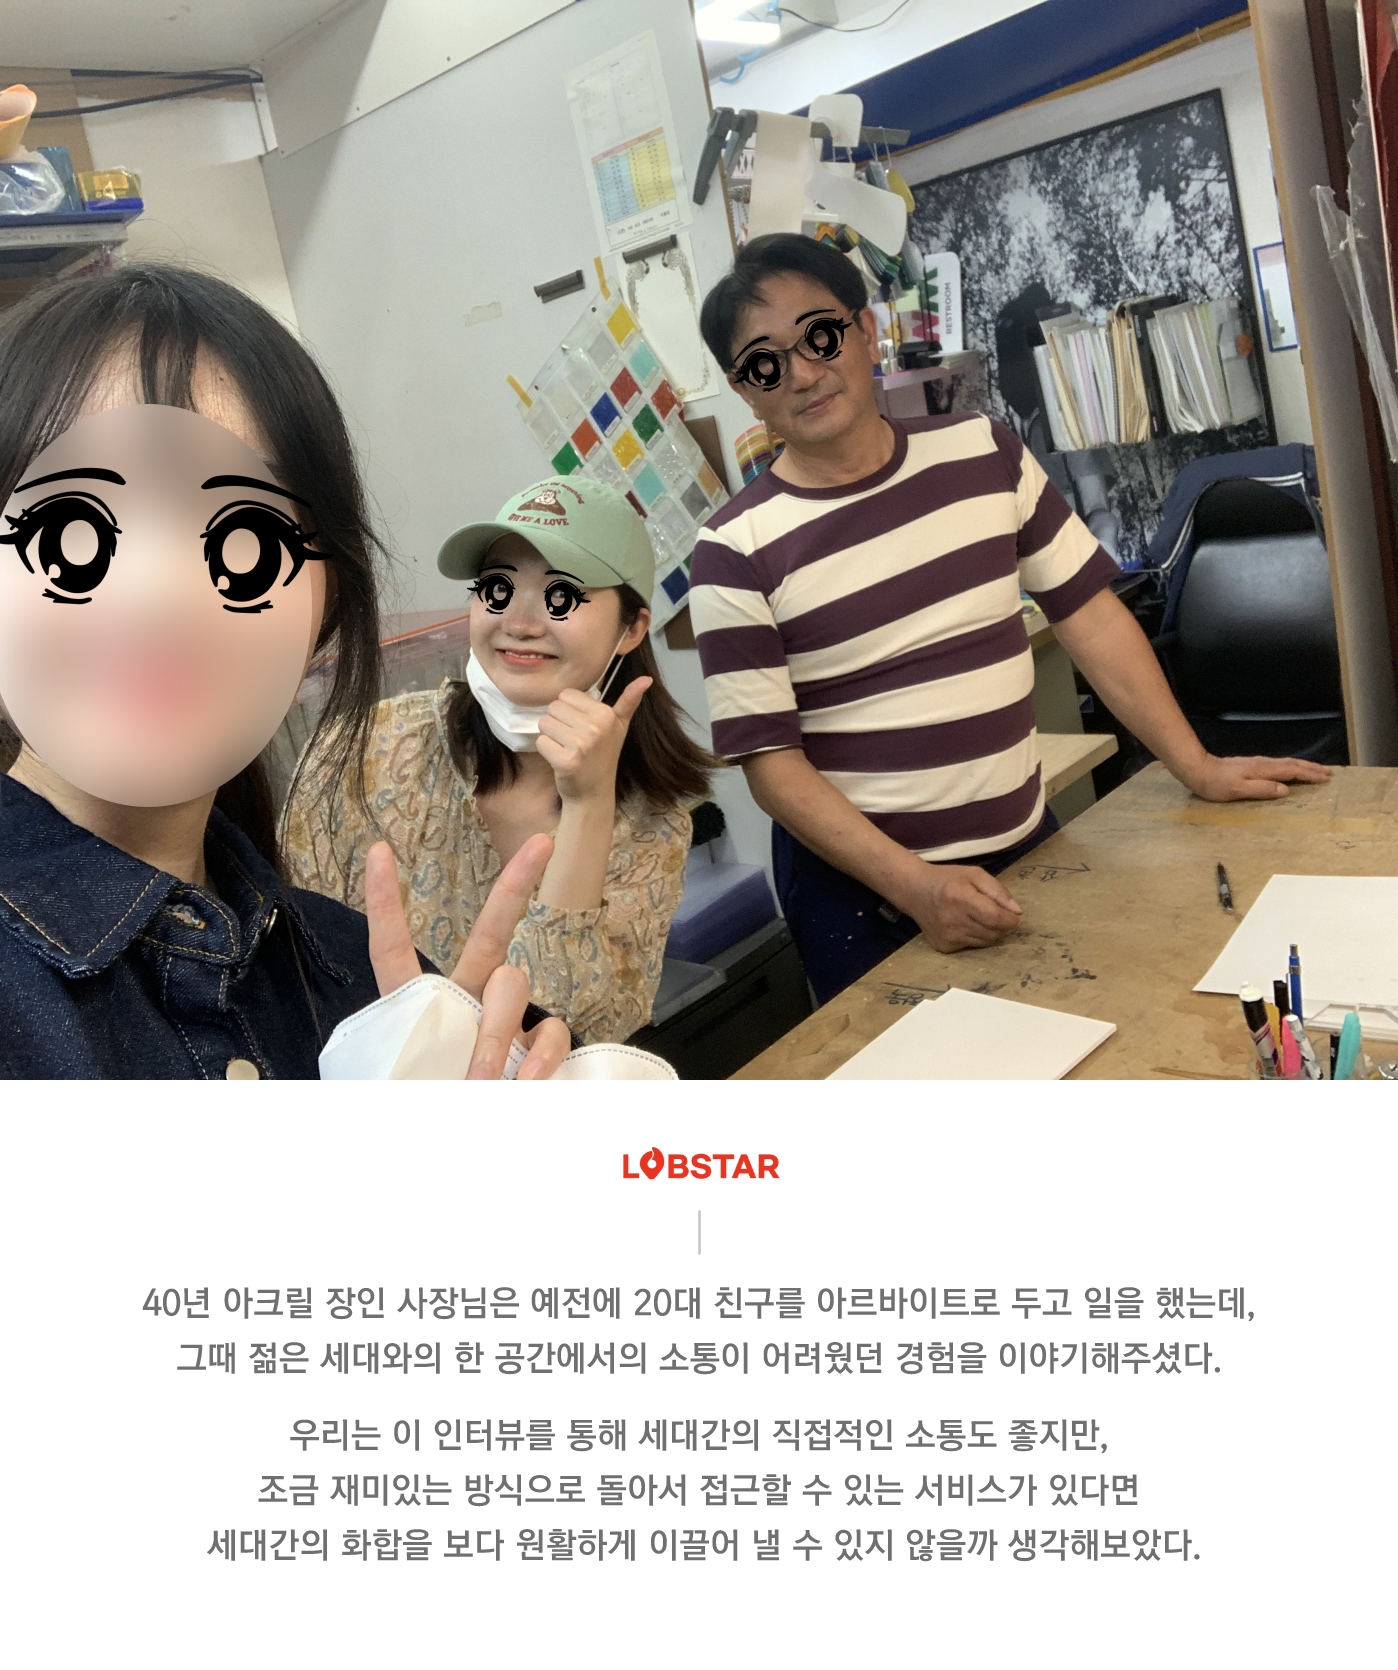 RESTROOM
GIVE ME A LOVE
LOBSTAR
40년 아크릴 장인 사장님은 예전에 20대 친구를 아르바이트로 두고 일을 했는데,
그때 젊은 세대와의 한 공간에서의 소통이 어려웠던 경험을 이야기해주셨다.
우리는 이 인터뷰를 통해 세대간의 직접적인 소통도 좋지만,
조금 재미있는 방식으로 돌아서 접근할 수 있는 서비스가 있다면
세대간의 화합을 보다 원활하게 이끌어 낼 수 있지 않을까 생각해보았다.